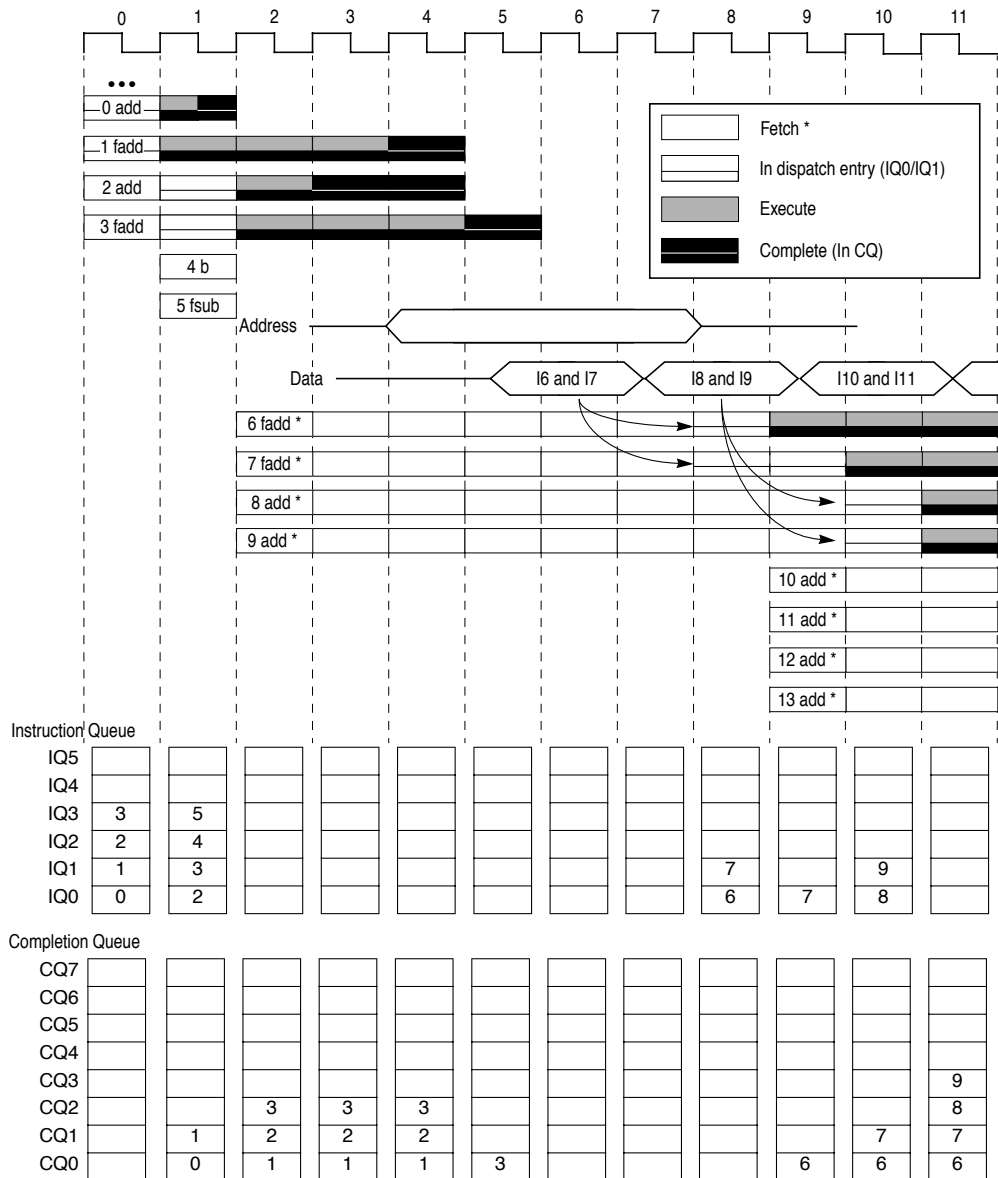 0 1 2 3 4 5 6 7 8 9 10 11
•••
0 add
1 fadd
2 add
3 fadd
4 b
5 fsub
Fetch *
In dispatch entry (IQ0/IQ1)
Execute
Complete (In CQ)
Address
Data I6 and I7 I8 and I9 I10 and I11
6 fadd *
7 fadd *
8 add *
9 add *
10 add *
11 add *
12 add *
13 add *
Instruction Queue
IQ5
IQ4
IQ3 3 5
IQ2 2 4
IQ1 1 3 7 9
IQ0 0 2 6 7 8
Completion Queue
CQ7
CQ6
CQ5
CQ4
CQ3 9
CQ2 3 3 3 8
CQ1 1 2 2 2 7 7
CQ0 0 1 1 1 3 6 6 6